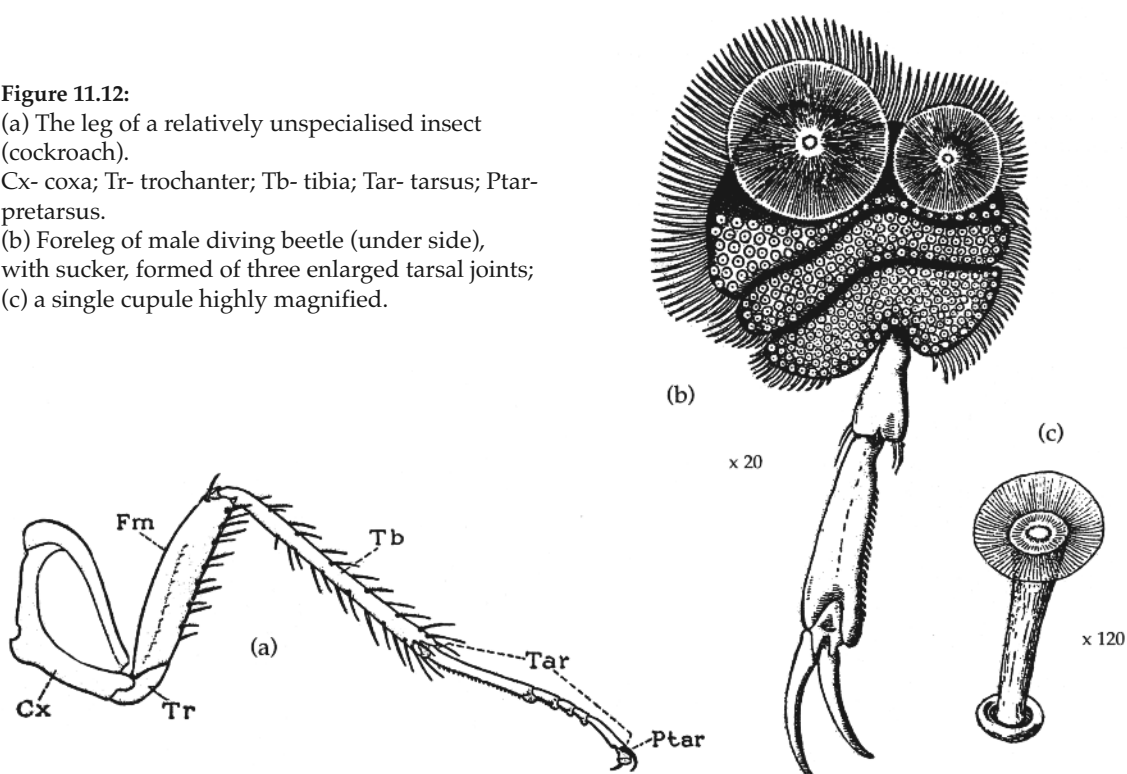 Figure 11.12:
(a) The leg of a relatively unspecialised insect
(cockroach).
Cx- coxa; Tr- trochanter; Tb- tibia; Tar- tarsus; Ptar-
pretarsus.
(b) Foreleg of male diving beetle (under side),
with sucker, formed of three enlarged tarsal joints;
(c) a single cupule highly magnified.
(b)
x 20
(c)
x 120
Fm
Tb
(a)
Tar
Cx
Tr
Ptar